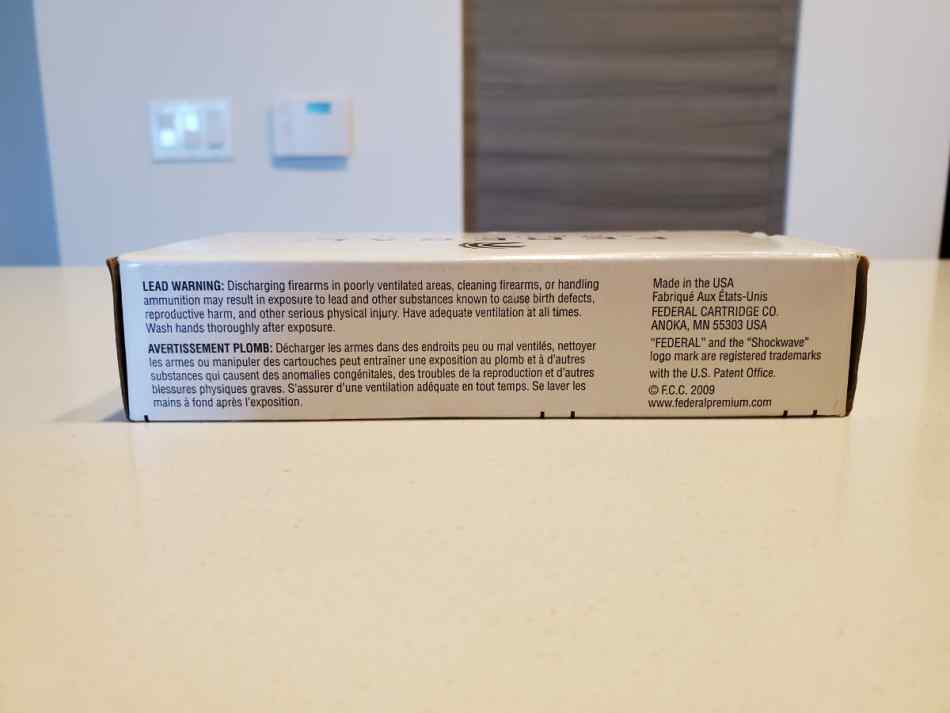 LEAD WARNING: Discharging firearms in poorly ventilated areas, cleaning firearms, or handling
ammunition may result in exposure to lead and other substances known to cause birth defects,
reproductive harm, and other serious physical injury. Have adequate ventilation at all times.
Wash hands thoroughly after exposure.
AVERTISSEMENT PLOMB: Décharger les armes dans des endroits peu ou mal ventilés, nettoyer
les armes ou manipuler des cartouches peut entraîner une exposition au plomb et à d'autres
substances qui causent des anomalies congénitales, des troubles de la reproduction et d'autres
blessures physiques graves. S'assurer d'une ventilation adéquate en tout temps. Se laver les
mains à fond après l'exposition.
Made in the USA
Fabriqué Aux États-Unis
FEDERAL CARTRIDGE CO.
ANOKA, MN 55303 USA
"FEDERAL" and the "Shockwave"
logo mark are registered trademarks
with the U.S. Patent Office.
© F.C.C. 2009
www.federalpremium.com